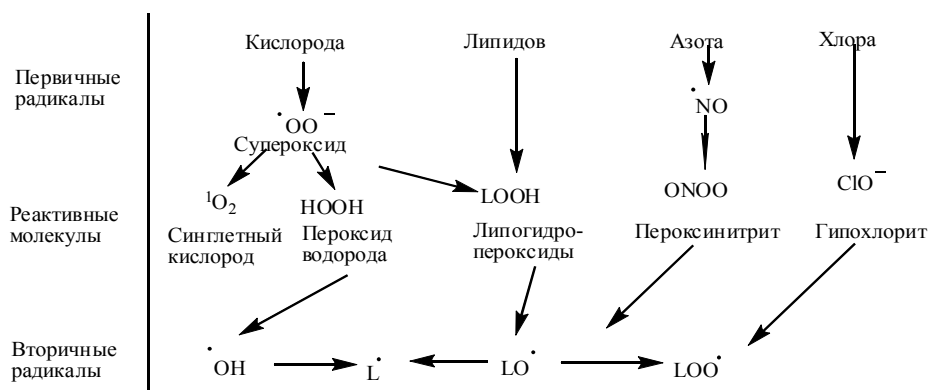 Кислорода Липидов Азота Хлора
Первичные
радикалы
•NO
•OO –
Супероксид
LOOH ONOO ClO–
¹O₂ HOOH
Реактивные
молекулы
Синглетный
кислород
Пероксид
водорода
Липогидро-
пероксиды
Пероксинитрит Гипохлорит
Вторичные
радикалы
•OH L• LO• LOO•